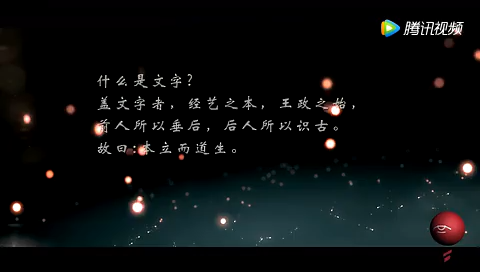 腾讯视频
什么是文字?
盖文字者，经艺之本，王政之始，
前人所以垂后，后人所以识古。
故曰:本立而道生。